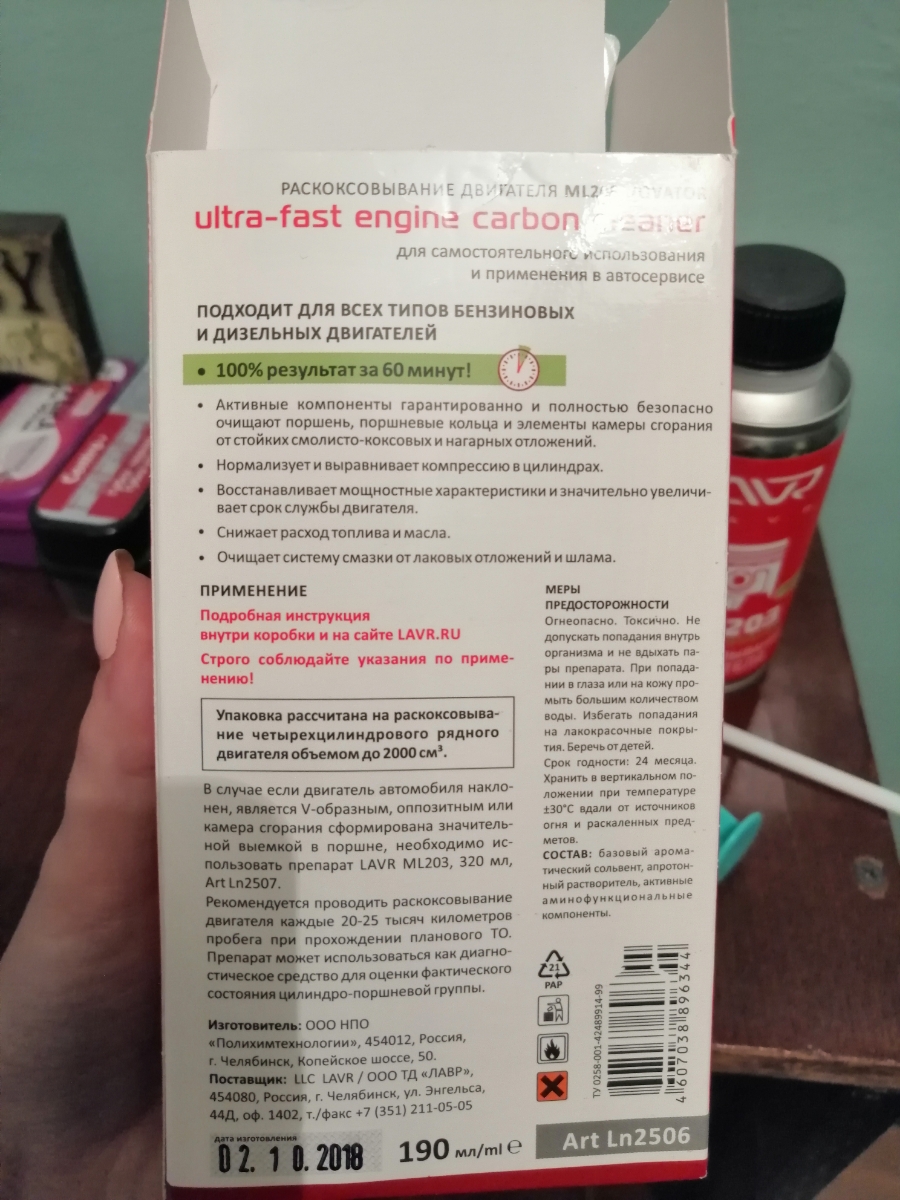 РАСКОКСОВЫВАНИЕ ДВИГАТЕЛЯ
ultra-fast engine carbon
для самостоятельного использования
и применения в автосервисе
ПОДХОДИТ ДЛЯ ВСЕХ ТИПОВ БЕНЗИНОВЫХ
И ДИЗЕЛЬНЫХ ДВИГАТЕЛЕЙ
• 100% результат за 60 минут!
• Активные компоненты гарантированно и полностью безопасно
очищают поршень, поршневые кольца и элементы камеры сгорания
от стойких смолисто-коксовых и нагарных отложений.
• Нормализует и выравнивает компрессию в цилиндрах.
• Восстанавливает мощностные характеристики и значительно увеличи-
вает срок службы двигателя.
• Снижает расход топлива и масла.
• Очищает систему смазки от лаковых отложений и шлама.
ПРИМЕНЕНИЕ
Подробная инструкция
внутри коробки и на сайте LAVR.RU
Строго соблюдайте указания по приме-
нению!
Упаковка рассчитана на раскоксовыва-
ние четырехцилиндрового рядного
двигателя объемом до 2000 см³.
В случае если двигатель автомобиля накло-
нен, является V-образным, оппозитным или
камера сгорания сформирована значитель-
ной выемкой в поршне, необходимо ис-
пользовать препарат LAVR ML203, 320 мл,
Art Ln2507.
Рекомендуется проводить раскоксовывание
двигателя каждые 20-25 тысяч километров
пробега при прохождении планового ТО.
Препарат может использоваться как диагно-
стическое средство для оценки фактического
состояния цилиндро-поршневой группы.
Изготовитель: ООО НПО
«Полихимтехнологии», 454012, Россия,
г. Челябинск, Копейское шоссе, 50.
Поставщик: LLC LAVR / ООО ТД «ЛАВР»,
454080, Россия, г. Челябинск, ул. Энгельса,
44Д, оф. 1402, т./факс +7 (351) 211-05-05
дата изготовления
02.10.2018
190 мл/ml ℮
МЕРЫ
ПРЕДОСТОРОЖНОСТИ
Огнеопасно. Токсично. Не
допускать попадания внутрь
организма и не вдыхать па-
ры препарата. При попада-
нии в глаза или на кожу про-
мыть большим количеством
воды. Избегать попадания
на лакокрасочные покры-
тия. Беречь от детей.
Срок годности: 24 месяца.
Хранить в вертикальном по-
ложении при температуре
±30°С вдали от источников
огня и раскаленных пред-
метов.
СОСТАВ: базовый арома-
тический сольвент, апротон-
ный растворитель, активные
аминофункциональные
компоненты.
21
PAP
ТУ 0258-001-42489914-99
4607038896344
Art Ln2506
LAVR
203